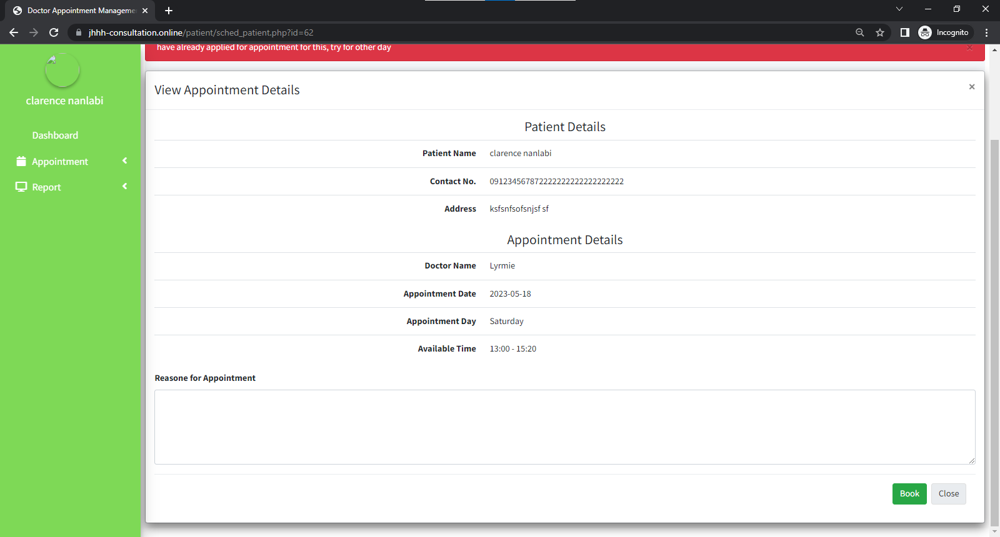 Doctor Appointment Manageme
jhhh-consultation.online/patient/sched_patient.php?id=62
Incognito
have already applied for appointment for this, try for other day
×
clarence nanlabi
Dashboard
Appointment
Report
View Appointment Details
×
Patient Details
Patient Name clarence nanlabi
Contact No. 0912345678722222222222222222
Address ksfsnfsofsnjsf sf
Appointment Details
Doctor Name Lyrmie
Appointment Date 2023-05-18
Appointment Day Saturday
Available Time 13:00 - 15:20
Reasone for Appointment
Book Close